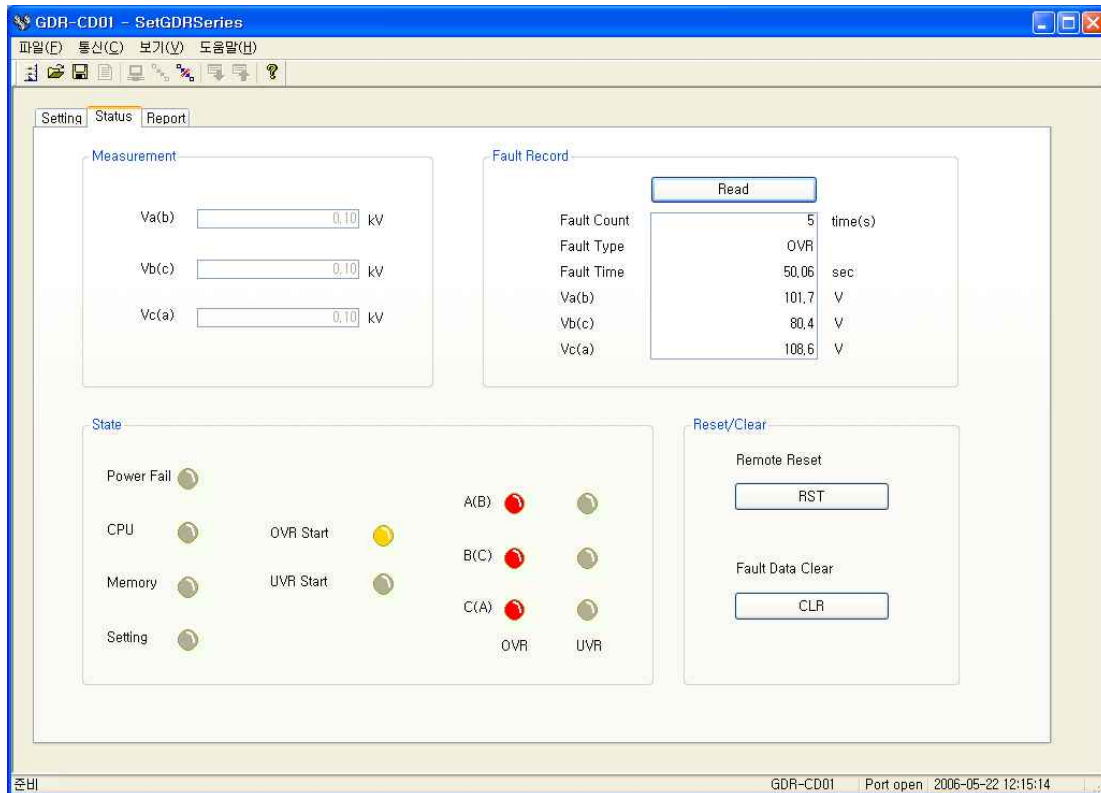 GDR-CD01 - SetGDRSeries
파일(F) 통신(C) 보기(V) 도움말(H)
Setting Status Report
Measurement
Va(b) 0,10 kV
Vb(c) 0,10 kV
Vc(a) 0,10 kV
Fault Record
Read
Fault Count 5 time(s)
Fault Type OVR
Fault Time 50,06 sec
Va(b) 101,7 V
Vb(c) 80,4 V
Vc(a) 108,6 V
State
Power Fail
CPU
Memory
Setting
OVR Start
UVR Start
A(B)
B(C)
C(A)
OVR UVR
Reset/Clear
Remote Reset
RST
Fault Data Clear
CLR
준비 GDR-CD01 Port open 2006-05-22 12:15:14